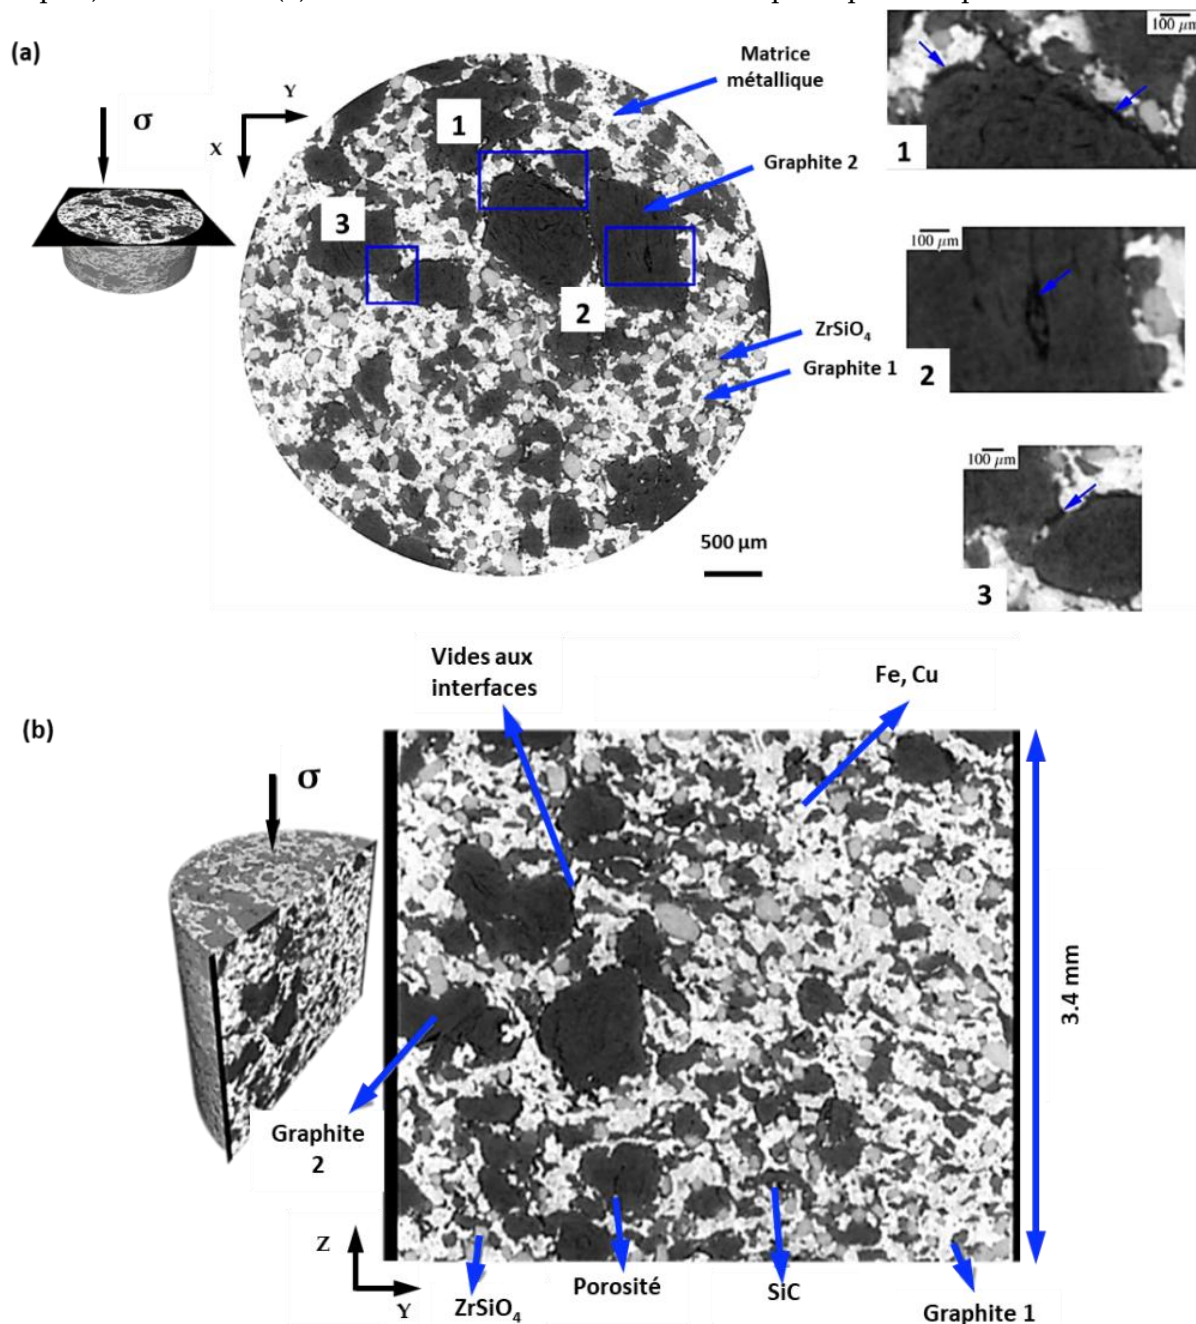 (a)
σ
Y
X
Matrice
métallique
Graphite 2
ZrSiO₄
Graphite 1
1
2
3
500 µm
100 µm
1
100 µm
2
100 µm
3
(b)
σ
Vides aux
interfaces
Fe, Cu
3.4 mm
Graphite
2
Z
Y
ZrSiO₄
Porosité
SiC
Graphite 1